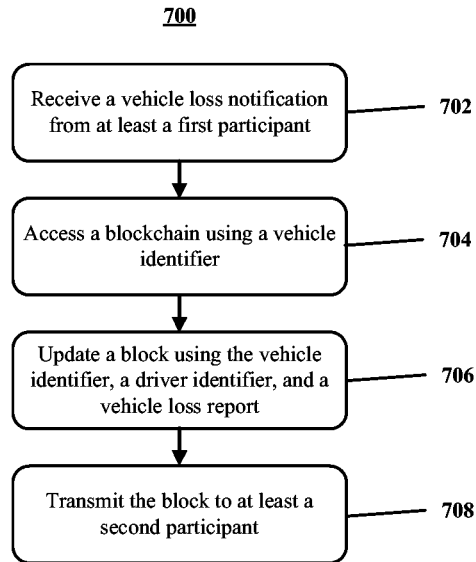 700
Receive a vehicle loss notification
from at least a first participant
702
Access a blockchain using a vehicle
identifier
704
Update a block using the vehicle
identifier, a driver identifier, and a
vehicle loss report
706
Transmit the block to at least a
second participant
708